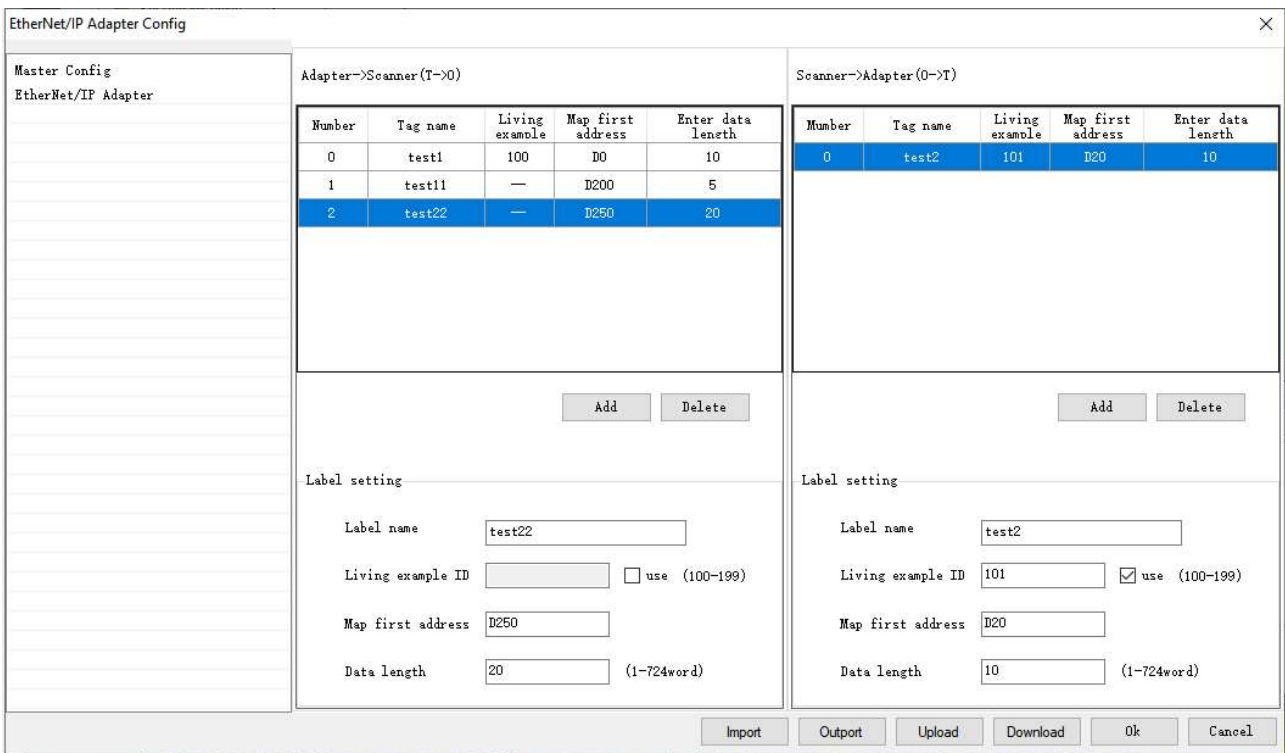 EtherNet/IP Adapter Config
Master Config
EtherNet/IP Adapter
Adapter->Scanner(T->O)
Number Tag name Living example Map first address Enter data length
0 test1 100 D0 10
1 test11 — D200 5
2 test22 — D250 20
Add Delete
Label setting
Label name test22
Living example ID use (100-199)
Map first address D250
Data length 20 (1-724word)
Scanner->Adapter(O->T)
Mumber Tag name Living example Map first address Enter data length
0 test2 101 D20 10
Add Delete
Label setting
Label name test2
Living example ID 101 use (100-199)
Map first address D20
Data length 10 (1-724word)
Import Outport Upload Download Ok Cancel